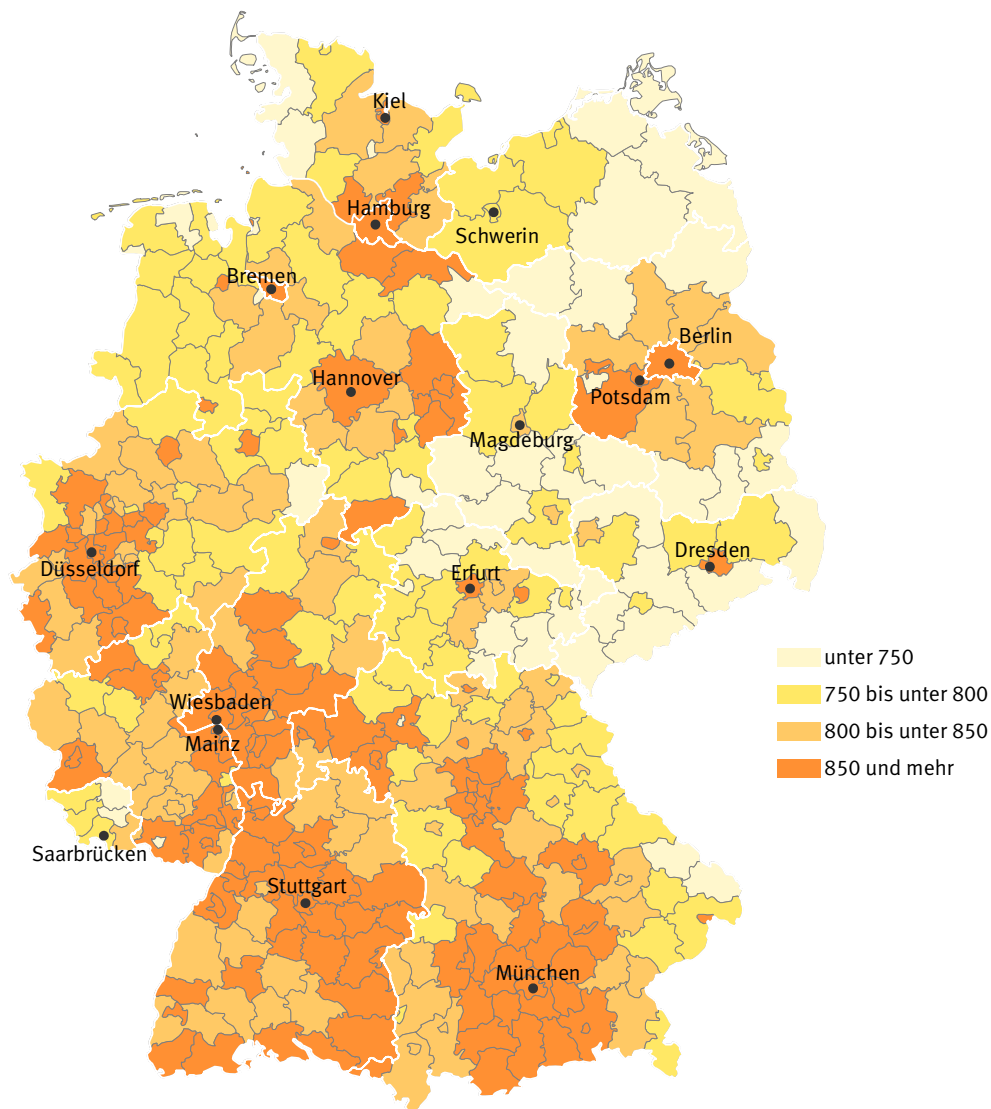 Kiel
Hamburg
Schwerin
Bremen
Berlin
Hannover
Potsdam
Magdeburg
Düsseldorf
Dresden
Erfurt
unter 750
750 bis unter 800
800 bis unter 850
850 und mehr
Wiesbaden
Mainz
Saarbrücken
Stuttgart
München